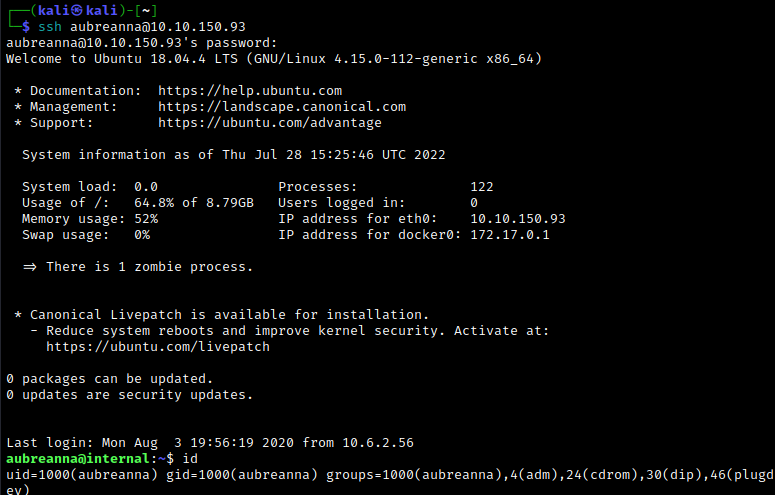 ┌──(kali㉿kali)-[~]
└─$ ssh aubreanna@10.10.150.93
aubreanna@10.10.150.93's password:
Welcome to Ubuntu 18.04.4 LTS (GNU/Linux 4.15.0-112-generic x86_64)
* Documentation:  https://help.ubuntu.com
* Management:     https://landscape.canonical.com
* Support:        https://ubuntu.com/advantage
System information as of Thu Jul 28 15:25:46 UTC 2022
System load:  0.0               Processes:              122
Usage of /:   64.8% of 8.79GB   Users logged in:        0
Memory usage: 52%               IP address for eth0:    10.10.150.93
Swap usage:   0%                IP address for docker0: 172.17.0.1
=> There is 1 zombie process.
* Canonical Livepatch is available for installation.
- Reduce system reboots and improve kernel security. Activate at:
https://ubuntu.com/livepatch
0 packages can be updated.
0 updates are security updates.
Last login: Mon Aug  3 19:56:19 2020 from 10.6.2.56
aubreanna@internal:~$ id
uid=1000(aubreanna) gid=1000(aubreanna) groups=1000(aubreanna),4(adm),24(cdrom),30(dip),46(plugd
ev)